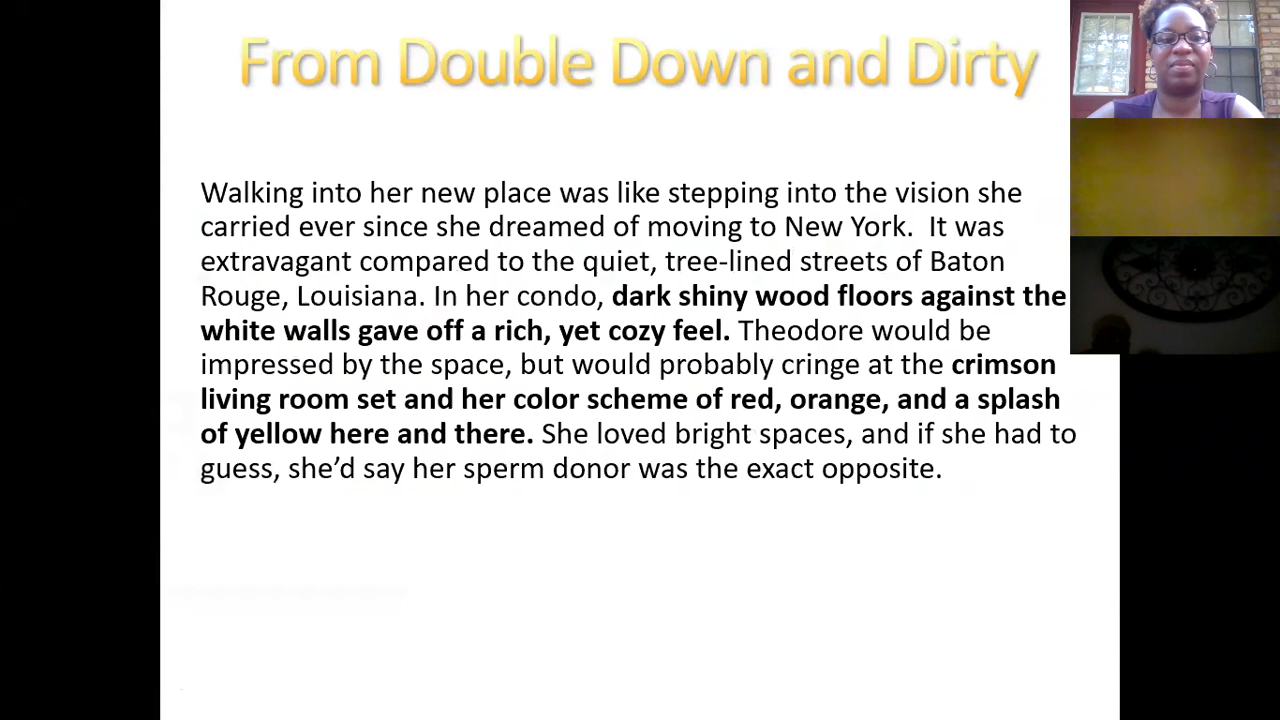 From Double Down and Dirty
Walking into her new place was like stepping into the vision she
carried ever since she dreamed of moving to New York.  It was
extravagant compared to the quiet, tree-lined streets of Baton
Rouge, Louisiana. In her condo, dark shiny wood floors against the
white walls gave off a rich, yet cozy feel. Theodore would be
impressed by the space, but would probably cringe at the crimson
living room set and her color scheme of red, orange, and a splash
of yellow here and there. She loved bright spaces, and if she had to
guess, she’d say her sperm donor was the exact opposite.